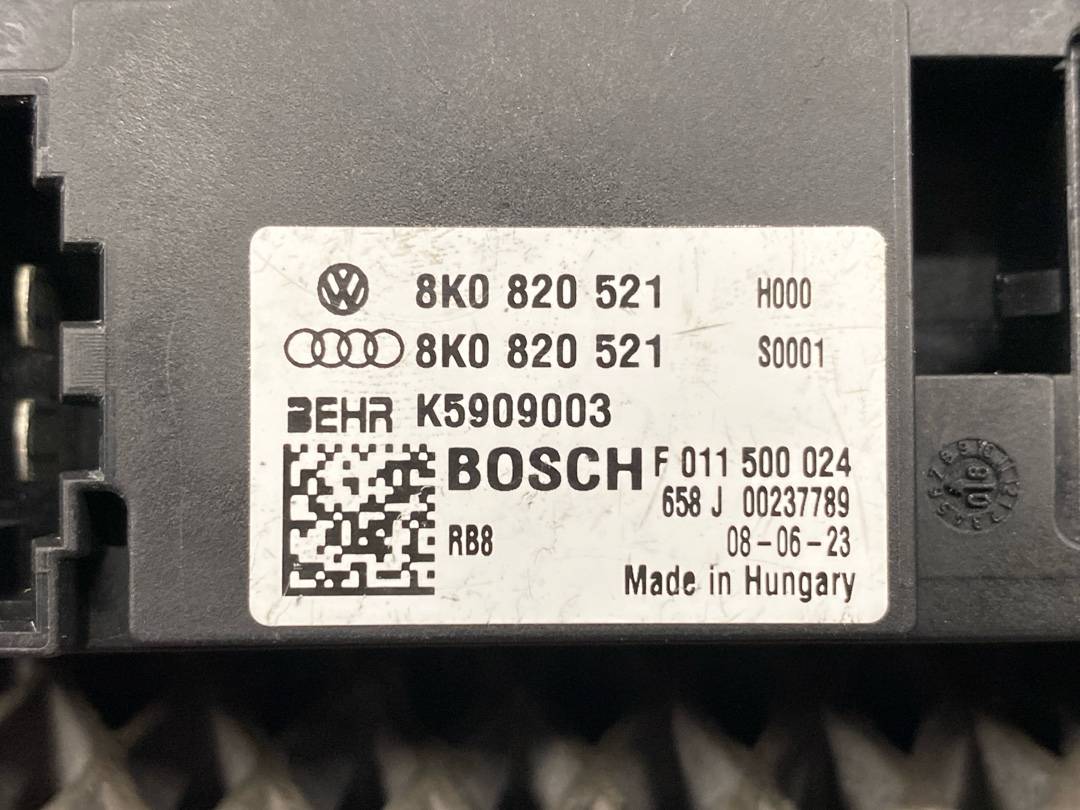 8K0 820 521 H000
8K0 820 521 S0001
BEHR K5909003
BOSCH F 011 500 024
658 J 00237789
RB8 08-06-23
Made in Hungary